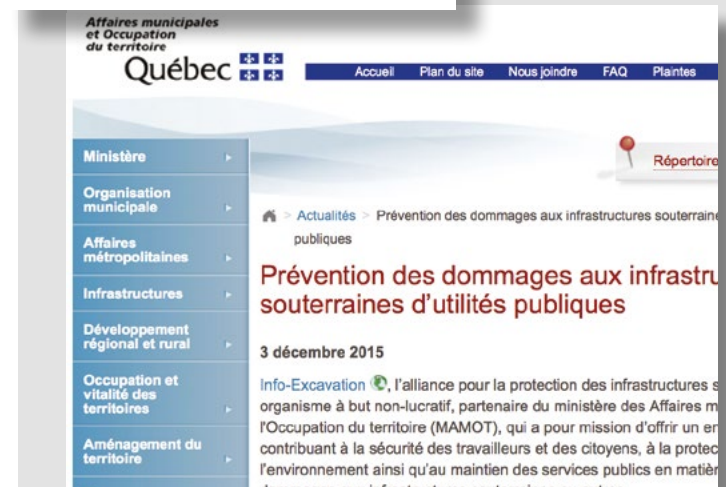 Affaires municipales
et Occupation
du territoire
Québec
Accueil Plan du site Nous joindre FAQ Plaintes
Répertoire
Ministère
Organisation
municipale
Affaires
métropolitaines
Infrastructures
Développement
régional et rural
Occupation et
vitalité des
territoires
Aménagement du
territoire
> Actualités > Prévention des dommages aux infrastructures souterraine
publiques
Prévention des dommages aux infrastru
souterraines d'utilités publiques
3 décembre 2015
Info-Excavation, l'alliance pour la protection des infrastructures s
organisme à but non-lucratif, partenaire du ministère des Affaires m
l'Occupation du territoire (MAMOT), qui a pour mission d'offrir un er
contribuant à la sécurité des travailleurs et des citoyens, à la protec
l'environnement ainsi qu'au maintien des services publics en matièr